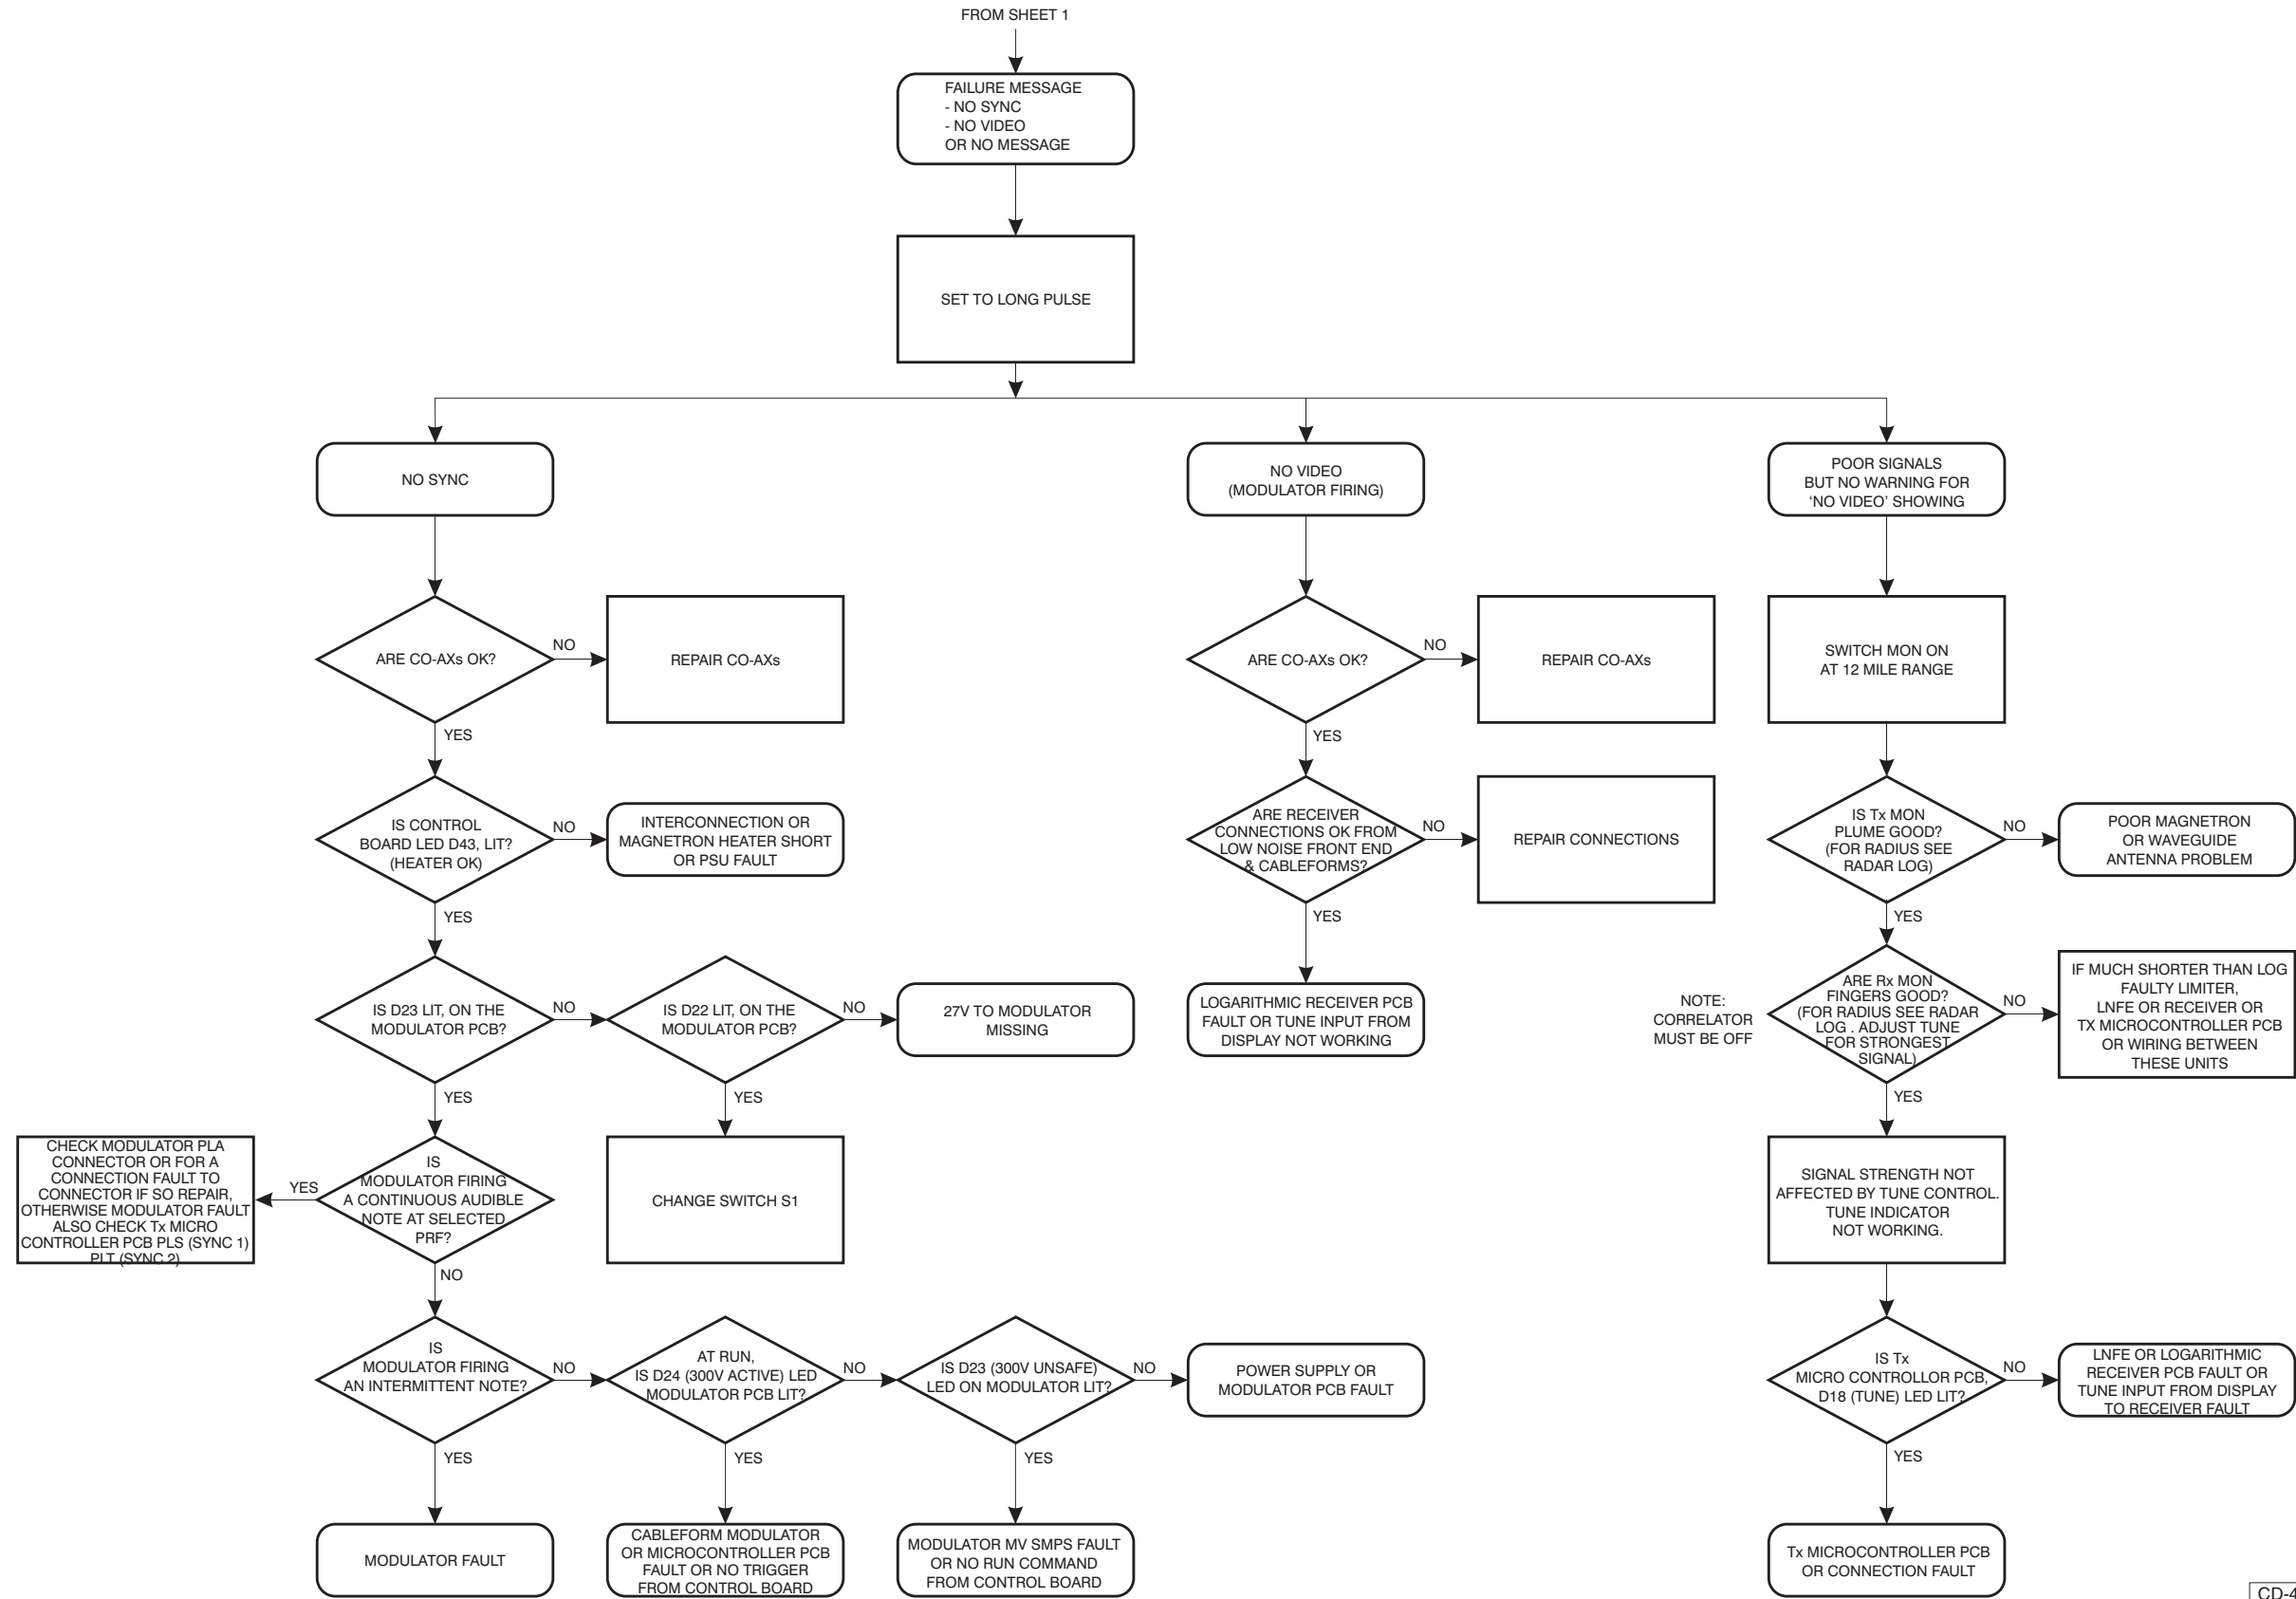 FROM SHEET 1
FAILURE MESSAGE
- NO SYNC
- NO VIDEO
OR NO MESSAGE
SET TO LONG PULSE
NO SYNC
ARE CO-AXs OK?
NO
REPAIR CO-AXs
YES
IS CONTROL
BOARD LED D43, LIT?
(HEATER OK)
NO
INTERCONNECTION OR
MAGNETRON HEATER SHORT
OR PSU FAULT
YES
IS D23 LIT, ON THE
MODULATOR PCB?
NO
IS D22 LIT, ON THE
MODULATOR PCB?
NO
27V TO MODULATOR
MISSING
YES
YES
CHANGE SWITCH S1
IS
MODULATOR FIRING
A CONTINUOUS AUDIBLE
NOTE AT SELECTED
PRF?
YES
CHECK MODULATOR PLA
CONNECTOR OR FOR A
CONNECTION FAULT TO
CONNECTOR IF SO REPAIR,
OTHERWISE MODULATOR FAULT
ALSO CHECK Tx MICRO
CONTROLLER PCB PLS (SYNC 1)
PLT (SYNC 2)
NO
IS
MODULATOR FIRING
AN INTERMITTENT NOTE?
NO
AT RUN,
IS D24 (300V ACTIVE) LED
MODULATOR PCB LIT?
NO
IS D23 (300V UNSAFE)
LED ON MODULATOR LIT?
NO
POWER SUPPLY OR
MODULATOR PCB FAULT
YES
YES
YES
MODULATOR FAULT
CABLEFORM MODULATOR
OR MICROCONTROLLER PCB
FAULT OR NO TRIGGER
FROM CONTROL BOARD
MODULATOR MV SMPS FAULT
OR NO RUN COMMAND
FROM CONTROL BOARD
NO VIDEO
(MODULATOR FIRING)
ARE CO-AXs OK?
NO
REPAIR CO-AXs
YES
ARE RECEIVER
CONNECTIONS OK FROM
LOW NOISE FRONT END
& CABLEFORMS?
NO
REPAIR CONNECTIONS
YES
LOGARITHMIC RECEIVER PCB
FAULT OR TUNE INPUT FROM
DISPLAY NOT WORKING
POOR SIGNALS
BUT NO WARNING FOR
‘NO VIDEO’ SHOWING
SWITCH MON ON
AT 12 MILE RANGE
IS Tx MON
PLUME GOOD?
(FOR RADIUS SEE
RADAR LOG)
NO
POOR MAGNETRON
OR WAVEGUIDE
ANTENNA PROBLEM
YES
NOTE:
CORRELATOR
MUST BE OFF
ARE Rx MON
FINGERS GOOD?
(FOR RADIUS SEE RADAR
LOG . ADJUST TUNE
FOR STRONGEST
SIGNAL)
NO
IF MUCH SHORTER THAN LOG
FAULTY LIMITER,
LNFE OR RECEIVER OR
TX MICROCONTROLLER PCB
OR WIRING BETWEEN
THESE UNITS
YES
SIGNAL STRENGTH NOT
AFFECTED BY TUNE CONTROL.
TUNE INDICATOR
NOT WORKING.
IS Tx
MICRO CONTROLLOR PCB,
D18 (TUNE) LED LIT?
NO
LNFE OR LOGARITHMIC
RECEIVER PCB FAULT OR
TUNE INPUT FROM DISPLAY
TO RECEIVER FAULT
YES
Tx MICROCONTROLLER PCB
OR CONNECTION FAULT
CD-4